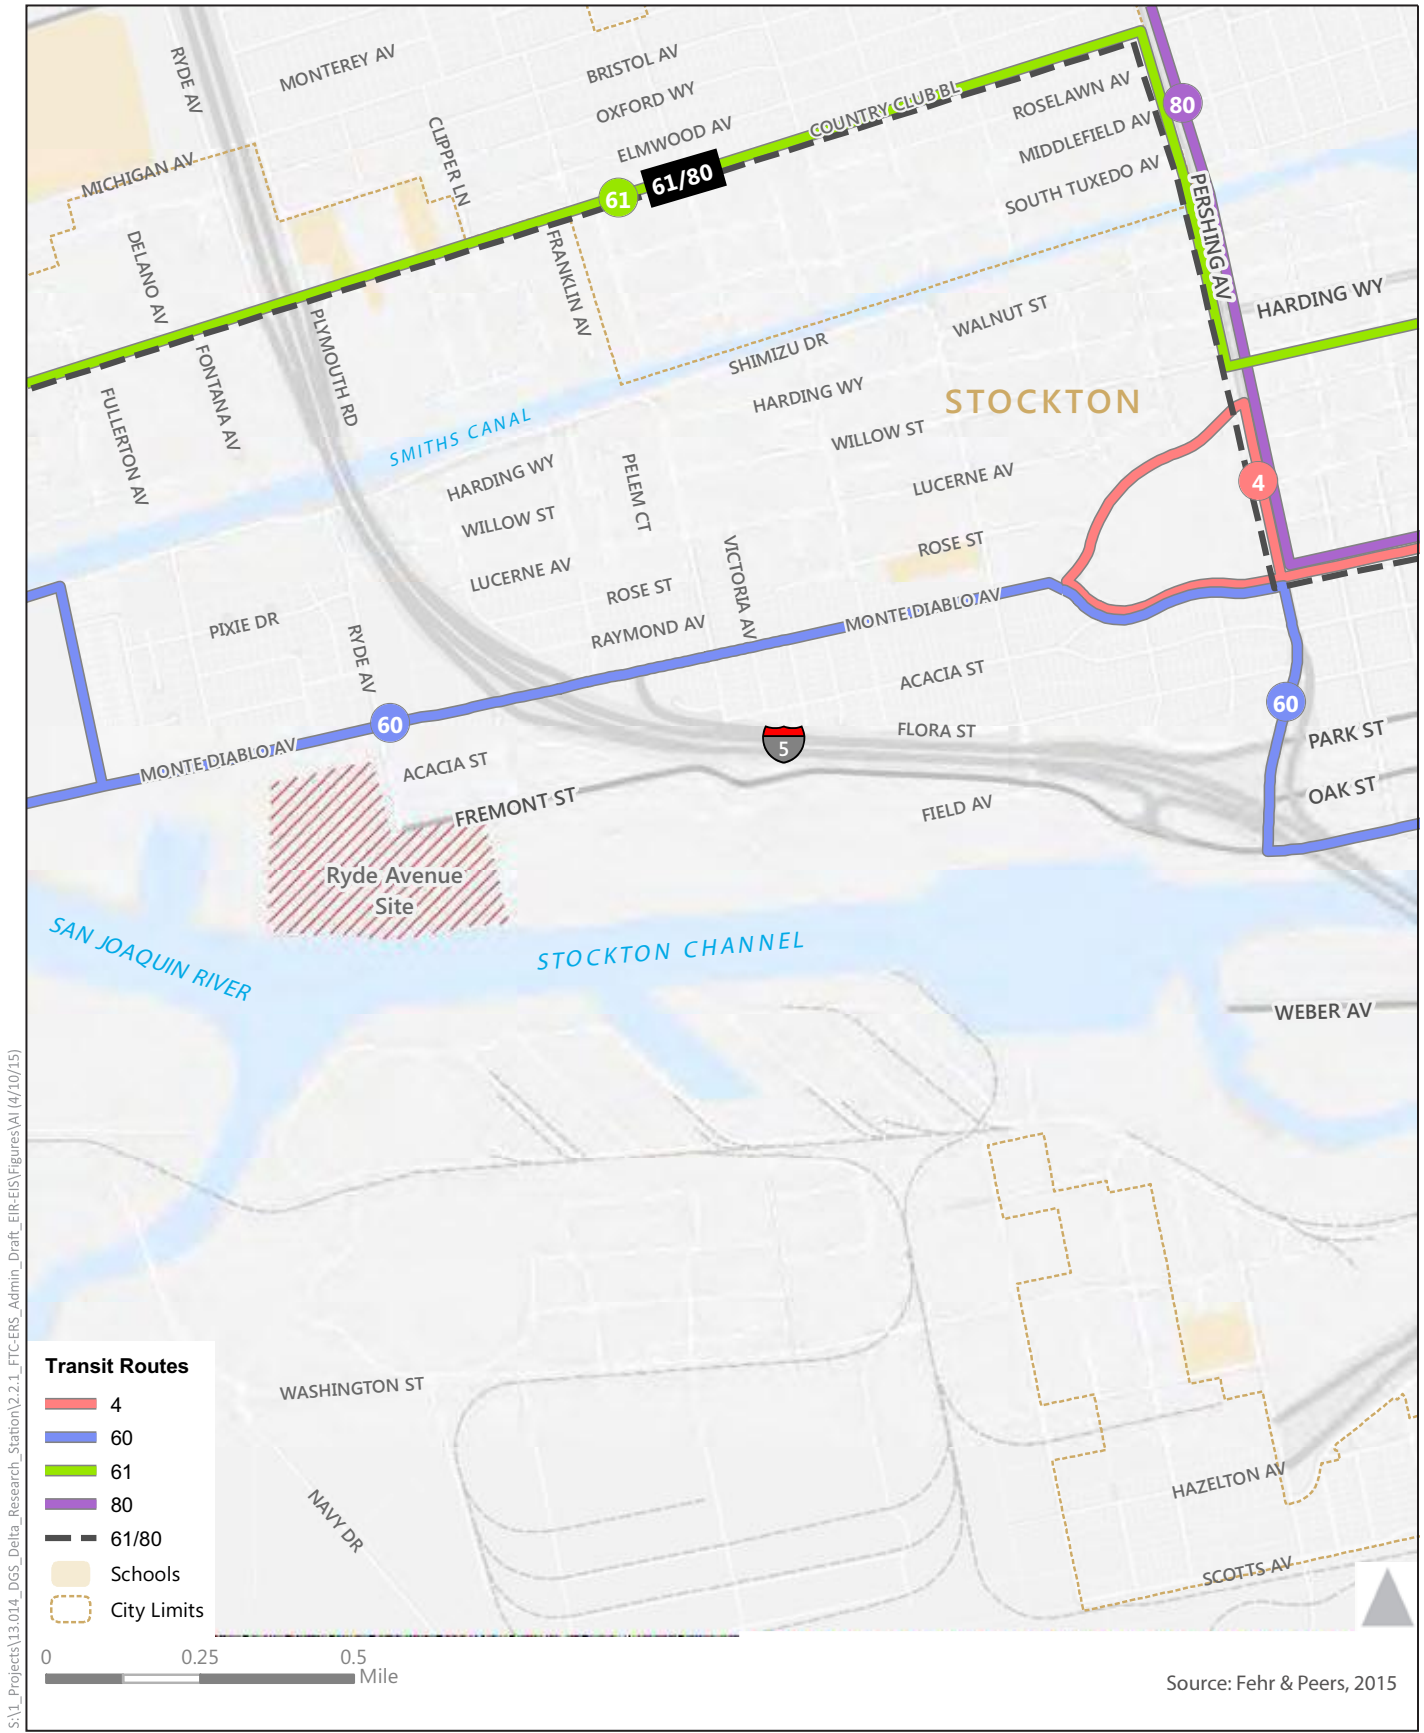 RYDE AV
MONTEREY AV
BRISTOL AV
OXFORD WY
ELMWOOD AV
COUNTRY CLUB BL
ROSELAWN AV
MIDDLEFIELD AV
SOUTH TUXEDO AV
80
CLIPPER LN
MICHIGAN AV
61
61/80
PERSHING AV
DELANO AV
FRANKLIN AV
HARDING WY
WALNUT ST
PLYMOUTH RD
SHIMIZU DR
FONTANA AV
HARDING WY
STOCKTON
FULLERTON AV
SMITHS CANAL
WILLOW ST
HARDING WY
PELEM CT
LUCERNE AV
4
WILLOW ST
ROSE ST
VICTORIA AV
LUCERNE AV
ROSE ST
MONTE DIABLO AV
PIXIE DR
RAYMOND AV
RYDE AV
ACACIA ST
60
60
FLORA ST
PARK ST
5
MONTE DIABLO AV
ACACIA ST
OAK ST
FREMONT ST
FIELD AV
Ryde Avenue
Site
SAN JOAQUIN RIVER
STOCKTON CHANNEL
WEBER AV
WASHINGTON ST
NAVY DR
HAZELTON AV
SCOTTS AV
Transit Routes
4
60
61
80
61/80
Schools
City Limits
0 0.25 0.5
Mile
Source: Fehr & Peers, 2015
S:\1_Projects\13.014_DGS_Delta_Research_Station\2.2.1_FTC-ERS_Admin_Draft_EIR-EIS\Figures\AI (4/10/15)